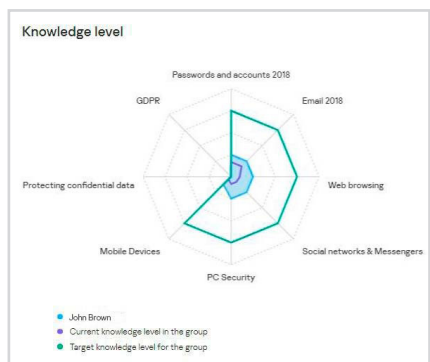 Knowledge level
Passwords and accounts 2018
GDPR
Email 2018
Protecting confidential data
Web browsing
Mobile Devices
Social networks & Messengers
PC Security
John Brown
Current knowledge level in the group
Target knowledge level for the group